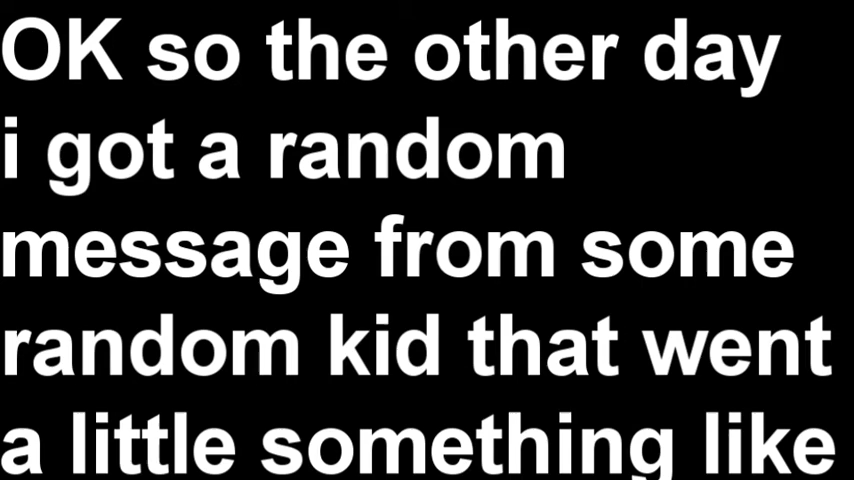 OK so the other day
i got a random
message from some
random kid that went
a little something like